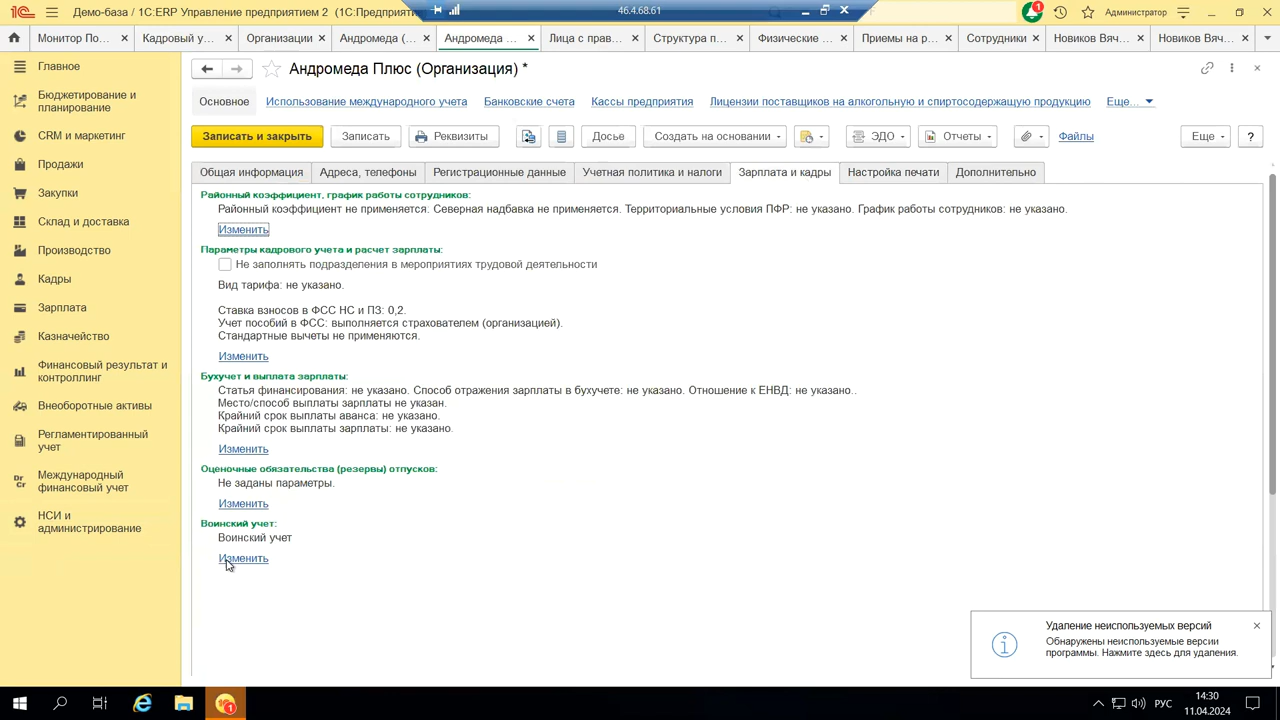 Демо-база / 1С:ERP Управление предприятием 2 (1С:Предприяти
46.4.68.61
1
Администратор
Монитор По...
Кадровый у...
Организации
Андромеда (...
Андромеда ...
Лица с прав...
Структура п...
Физические ...
Приемы на р...
Сотрудники
Новиков Вяч...
Новиков Вяч...
Главное
Бюджетирование и
планирование
CRM и маркетинг
Продажи
Закупки
Склад и доставка
Производство
Кадры
Зарплата
Казначейство
Финансовый результат и
контроллинг
Внеоборотные активы
Регламентированный
учет
Международный
финансовый учет
НСИ и
администрирование
Андромеда Плюс (Организация) *
Основное
Использование международного учета
Банковские счета
Кассы предприятия
Лицензии поставщиков на алкогольную и спиртосодержащую продукцию
Еще...
Записать и закрыть
Записать
Реквизиты
Досье
Создать на основании
ЭДО
Отчеты
Файлы
Еще
?
Общая информация
Адреса, телефоны
Регистрационные данные
Учетная политика и налоги
Зарплата и кадры
Настройка печати
Дополнительно
Районный коэффициент, график работы сотрудников:
Районный коэффициент не применяется. Северная надбавка не применяется. Территориальные условия ПФР: не указано. График работы сотрудников: не указано.
Изменить
Параметры кадрового учета и расчет зарплаты:
Не заполнять подразделения в мероприятиях трудовой деятельности
Вид тарифа: не указано.
Ставка взносов в ФСС НС и ПЗ: 0,2.
Учет пособий в ФСС: выполняется страхователем (организацией).
Стандартные вычеты не применяются.
Изменить
Бухучет и выплата зарплаты:
Статья финансирования: не указано. Способ отражения зарплаты в бухучете: не указано. Отношение к ЕНВД: не указано..
Место/способ выплаты зарплаты не указан.
Крайний срок выплаты аванса: не указано.
Крайний срок выплаты зарплаты: не указано.
Изменить
Оценочные обязательства (резервы) отпусков:
Не заданы параметры.
Изменить
Воинский учет:
Воинский учет
Изменить
Удаление неиспользуемых версий
Обнаружены неиспользуемые версии
программы. Нажмите здесь для удаления.
1
РУС
14:30
11.04.2024